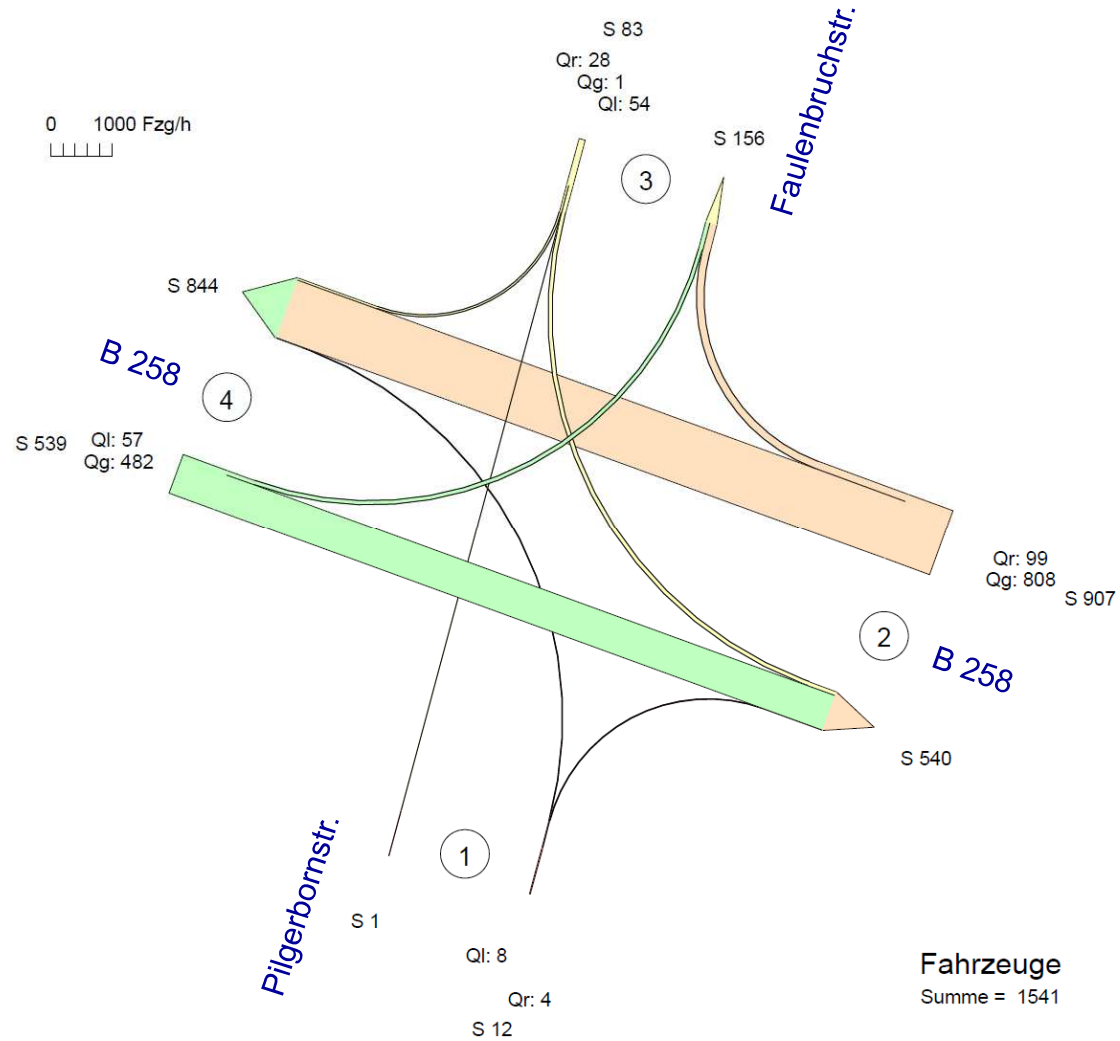 S 83
Qr: 28
Qg: 1
Ql: 54
0 1000 Fzg/h
S 156
Faulenbruchstr.
3
S 844
B 258
4
S 539
Ql: 57
Qg: 482
Qr: 99
Qg: 808
S 907
2
B 258
S 540
Pilgerbornstr.
1
S 1
Ql: 8
Qr: 4
S 12
Fahrzeuge
Summe = 1541